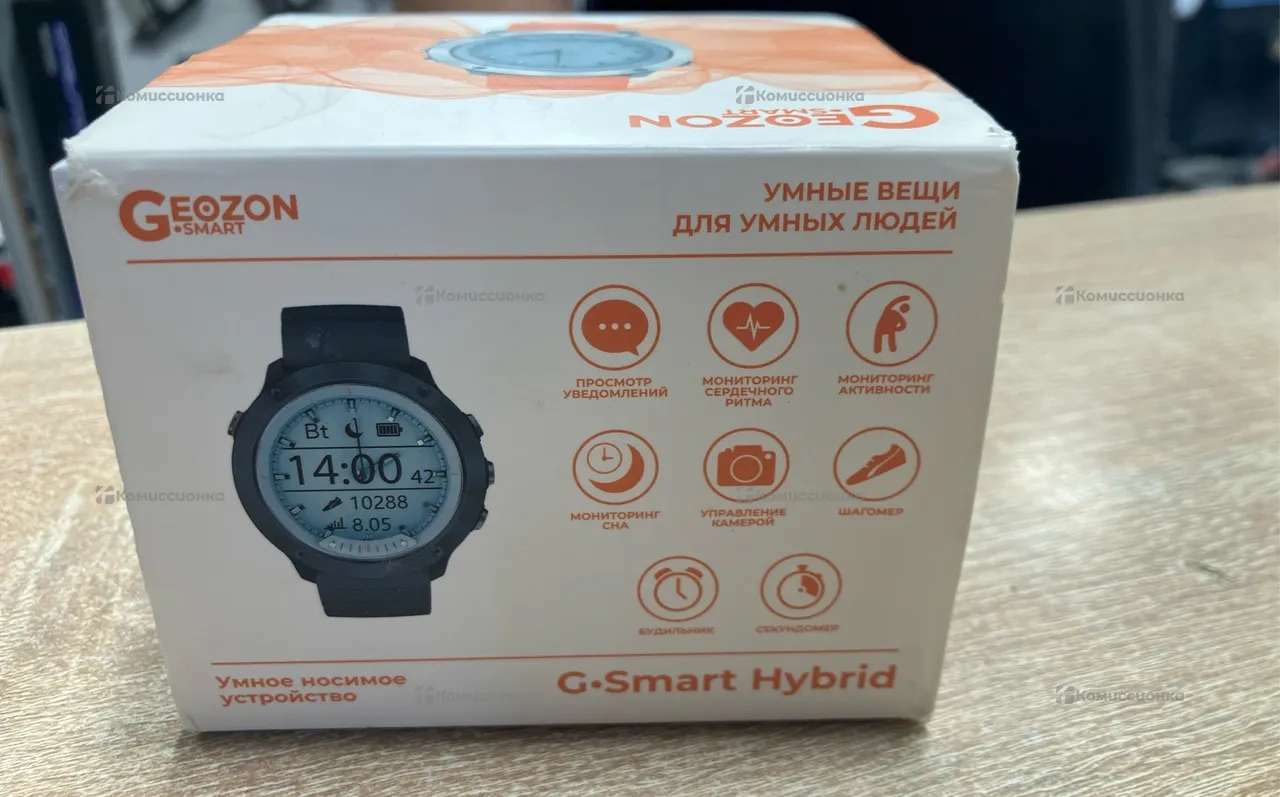 Комиссионка
Комиссионка
GEOZON
SMART
GEOZON
•SMART
УМНЫЕ ВЕЩИ
ДЛЯ УМНЫХ ЛЮДЕЙ
Комиссионка
Комиссионка
Bt
14:00 42
10288
8.05
ПРОСМОТР
УВЕДОМЛЕНИЙ
МОНИТОРИНГ
СЕРДЕЧНОГО
РИТМА
МОНИТОРИНГ
АКТИВНОСТИ
Комиссионка
Комиссионка
МОНИТОРИНГ
СНА
УПРАВЛЕНИЕ
КАМЕРОЙ
ШАГОМЕР
БУДИЛЬНИК
СЕКУНДОМЕР
Умное носимое
устройство
G•Smart Hybrid
Комиссионка
Комиссионка